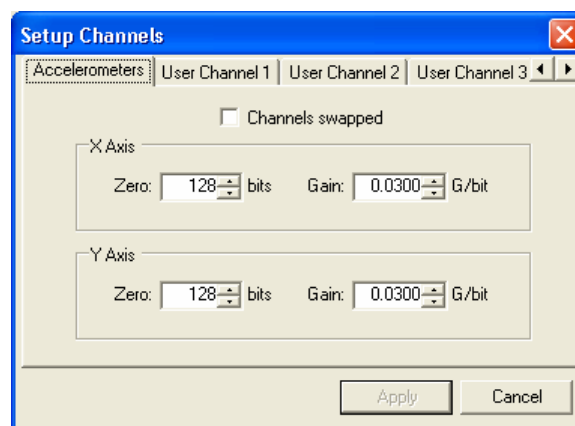 Setup Channels
Accelerometers User Channel 1 User Channel 2 User Channel 3
Channels swapped
X Axis
Zero: 128 bits Gain: 0.0300 G/bit
Y Axis
Zero: 128 bits Gain: 0.0300 G/bit
Apply Cancel